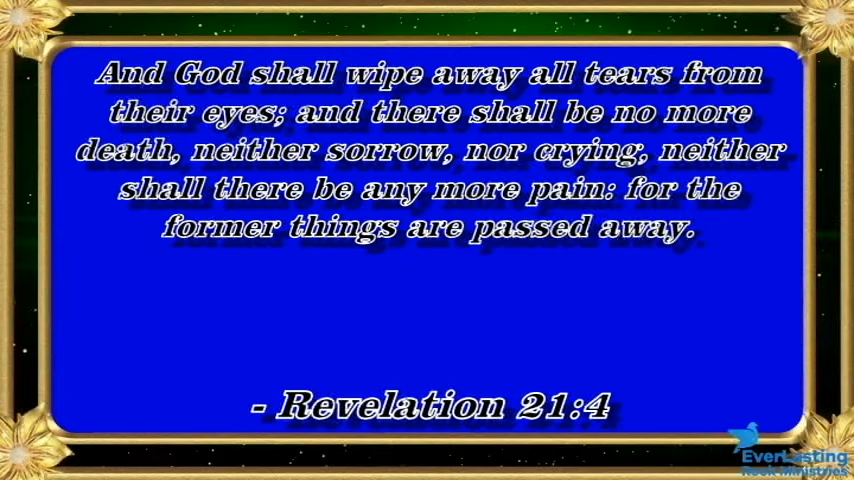 And God shall wipe away all tears from
their eyes; and there shall be no more
death, neither sorrow, nor crying, neither
shall there be any more pain: for the
former things are passed away.
- Revelation 21:4
EverLasting
Rock Ministries